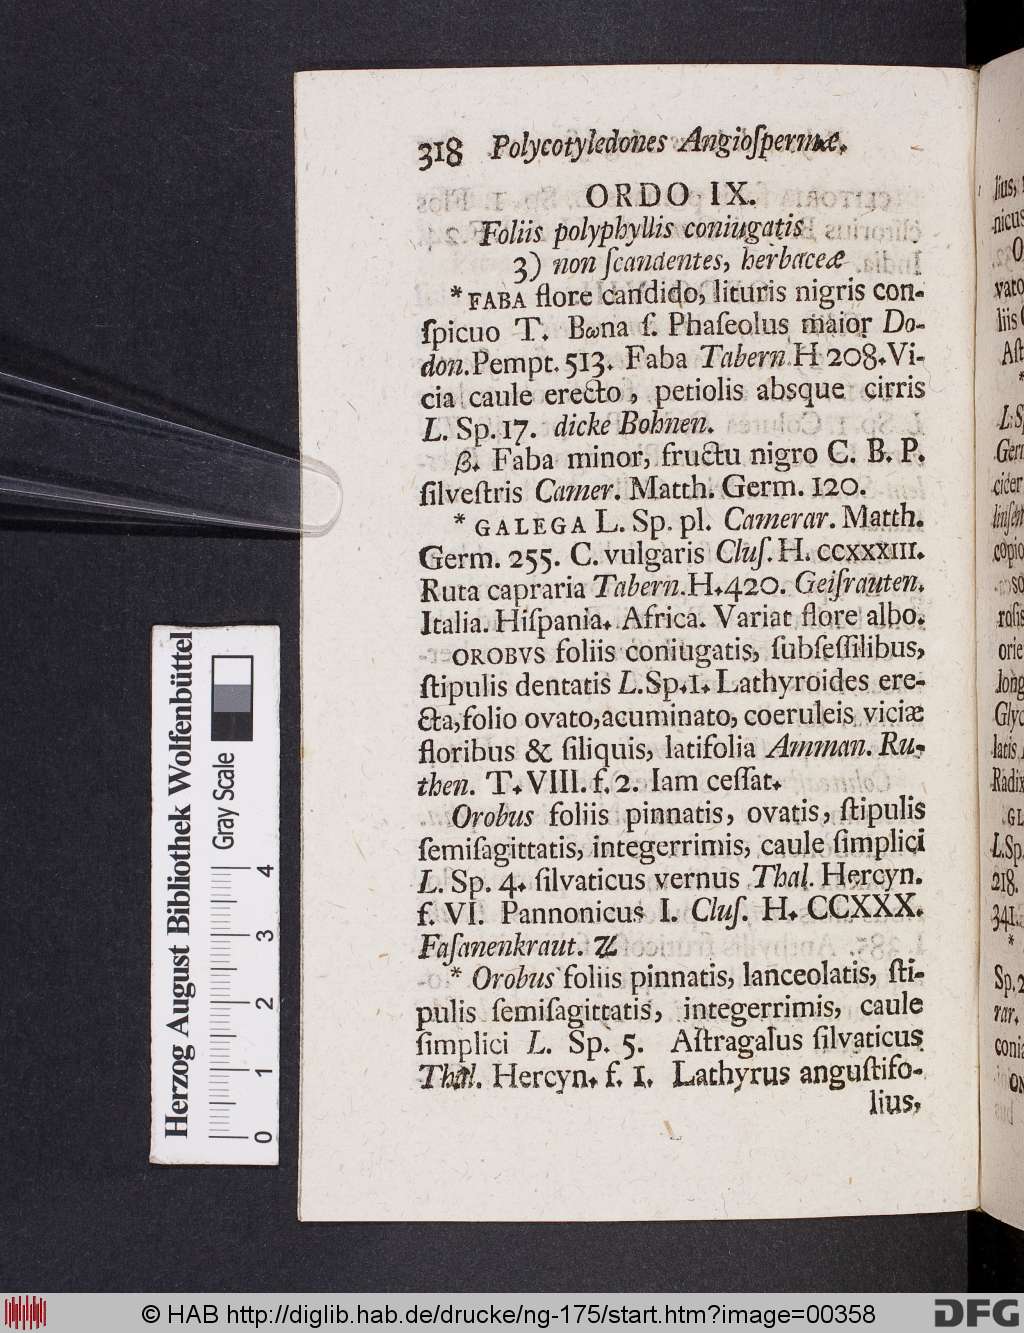 318 Polycotyledones Angioſpermæ.
ORDO IX.
Foliis polyphyllis coniugatis
3) non ſcandentes, herbaceæ
* FABA flore candido, lituris nigris con-
ſpicuo T. Bωna ſ. Phaſeolus maior Do-
don. Pempt. 513. Faba Tabern H 208. Vi-
cia caule erecto, petiolis absque cirris
L. Sp. 17. dicke Bohnen.
β. Faba minor, fructu nigro C. B. P.
ſilveſtris Camer. Matth. Germ. 120.
* GALEGA L. Sp. pl. Camerar. Matth.
Germ. 255. C. vulgaris Cluſ. H. CCXXXIII.
Ruta capraria Tabern. H. 420. Geiſrauten.
Italia. Hiſpania. Africa. Variat flore albo.
OROBVS foliis coniugatis, ſubſeſſilibus,
ſtipulis dentatis L. Sp. 1. Lathyroides ere-
cta, folio ovato, acuminato, coeruleis viciæ
floribus & ſiliquis, latifolia Amman. Ru-
then. T. VIII. f. 2. Iam ceſſat.
Orobus foliis pinnatis, ovatis, ſtipulis
ſemiſagittatis, integerrimis, caule ſimplici
L. Sp. 4. ſilvaticus vernus Thal. Hercyn.
f. VI. Pannonicus I. Cluſ. H. CCXXX.
Faſanenkraut. ♃
* Orobus foliis pinnatis, lanceolatis, ſti-
pulis ſemiſagittatis, integerrimis, caule
ſimplici L. Sp. 5. Aſtragalus ſilvaticus
Thal. Hercyn. f. 1. Lathyrus anguſtifo-
lius,
Herzog August Bibliothek Wolfenbüttel
Gray Scale
0 1 2 3 4
© HAB http://diglib.hab.de/drucke/ng-175/start.htm?image=00358
DFG